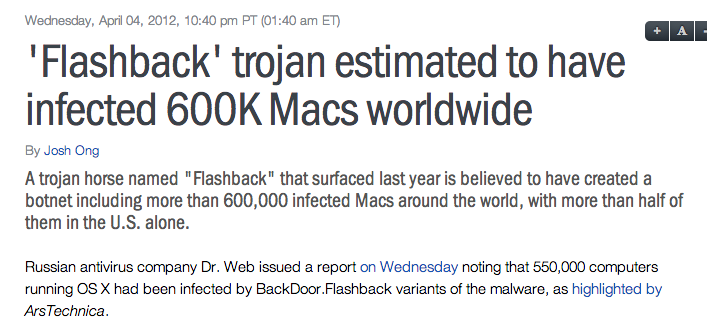 Wednesday, April 04, 2012, 10:40 pm PT (01:40 am ET)
+ A -
'Flashback' trojan estimated to have
infected 600K Macs worldwide
By Josh Ong
A trojan horse named "Flashback" that surfaced last year is believed to have created a
botnet including more than 600,000 infected Macs around the world, with more than half of
them in the U.S. alone.
Russian antivirus company Dr. Web issued a report on Wednesday noting that 550,000 computers
running OS X had been infected by BackDoor.Flashback variants of the malware, as highlighted by
ArsTechnica.